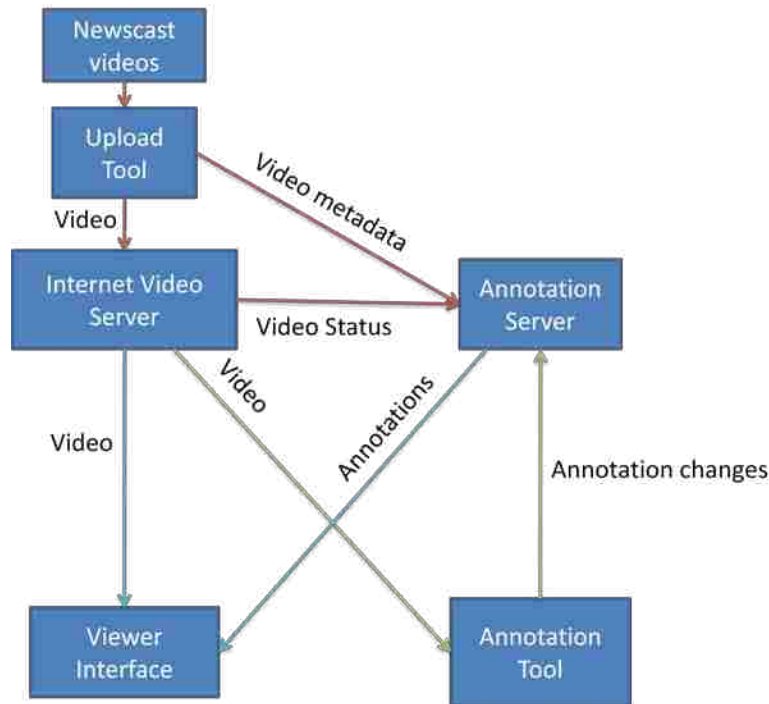 Newscast
videos
Upload
Tool
Video metadata
Video
Internet Video
Server
Annotation
Server
Video Status
Video
Annotations
Video
Annotation changes
Viewer
Interface
Annotation
Tool